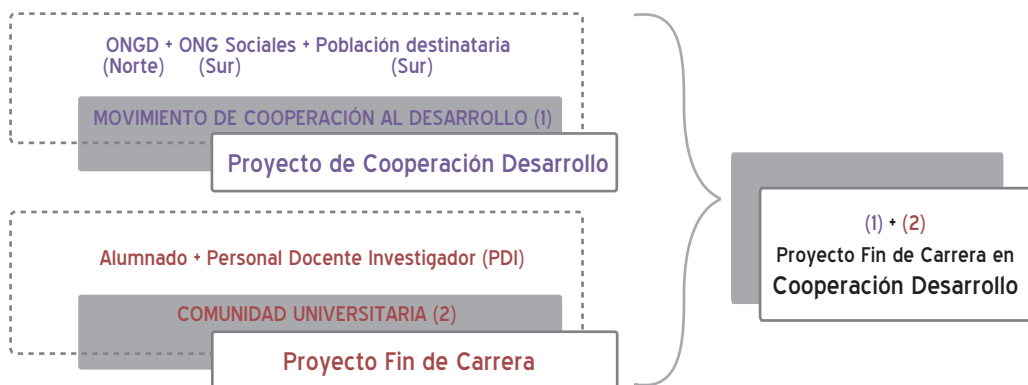 ONGD + ONG Sociales + Población destinataria
(Norte) (Sur) (Sur)
MOVIMIENTO DE COOPERACIÓN AL DESARROLLO (1)
Proyecto de Cooperación Desarrollo
Alumnado + Personal Docente Investigador (PDI)
COMUNIDAD UNIVERSITARIA (2)
Proyecto Fin de Carrera
(1) + (2)
Proyecto Fin de Carrera en
Cooperación Desarrollo